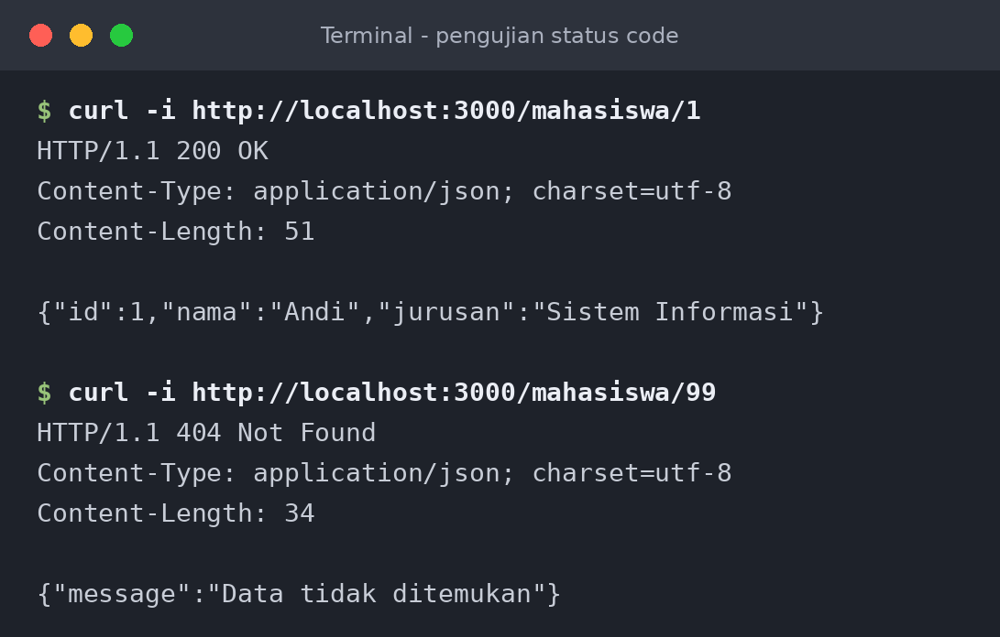 Terminal - pengujian status code
$ curl -i http://localhost:3000/mahasiswa/1
HTTP/1.1 200 OK
Content-Type: application/json; charset=utf-8
Content-Length: 51
{"id":1,"nama":"Andi","jurusan":"Sistem Informasi"}
$ curl -i http://localhost:3000/mahasiswa/99
HTTP/1.1 404 Not Found
Content-Type: application/json; charset=utf-8
Content-Length: 34
{"message":"Data tidak ditemukan"}